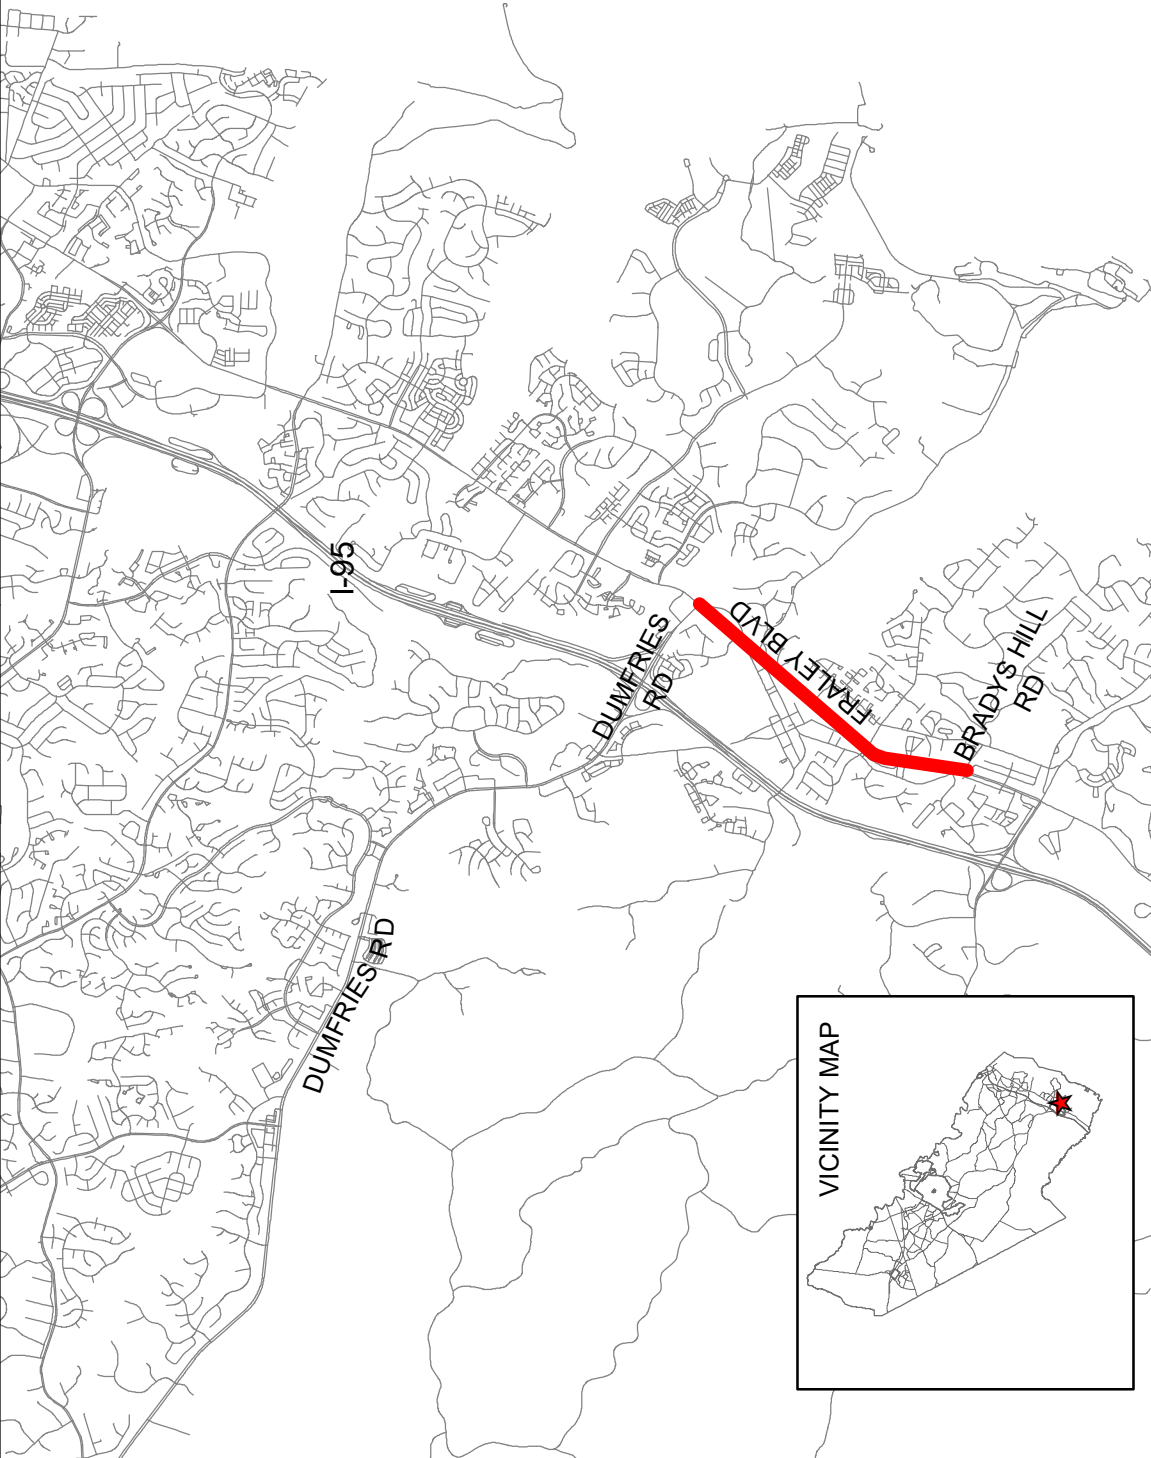 I-95
DUMFRIES
RD
FRALEY BLVD
BRADYS HILL
RD
DUMFRIES RD
VICINITY MAP